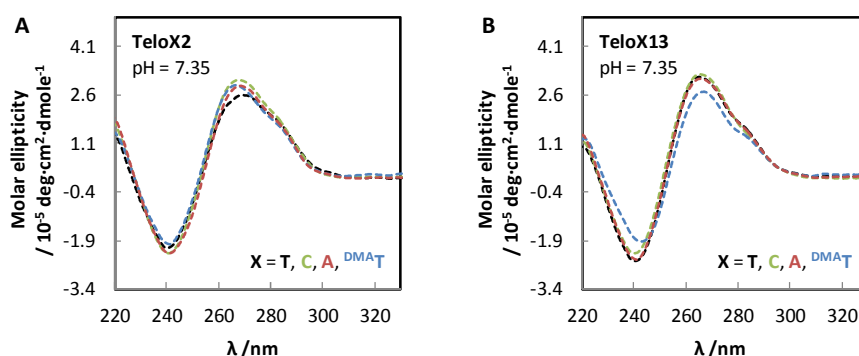 A
TeloX2
pH = 7.35
Molar ellipticity
/ 10⁻⁵ deg·cm²·dmole⁻¹
4.1
2.6
1.1
-0.4
-1.9
-3.4
X = T, C, A, ᴰᴹᴬT
220 240 260 280 300 320
λ /nm
B
TeloX13
pH = 7.35
Molar ellipticity
/ 10⁻⁵ deg·cm²·dmole⁻¹
4.1
2.6
1.1
-0.4
-1.9
-3.4
X = T, C, A, ᴰᴹᴬT
220 240 260 280 300 320
λ /nm